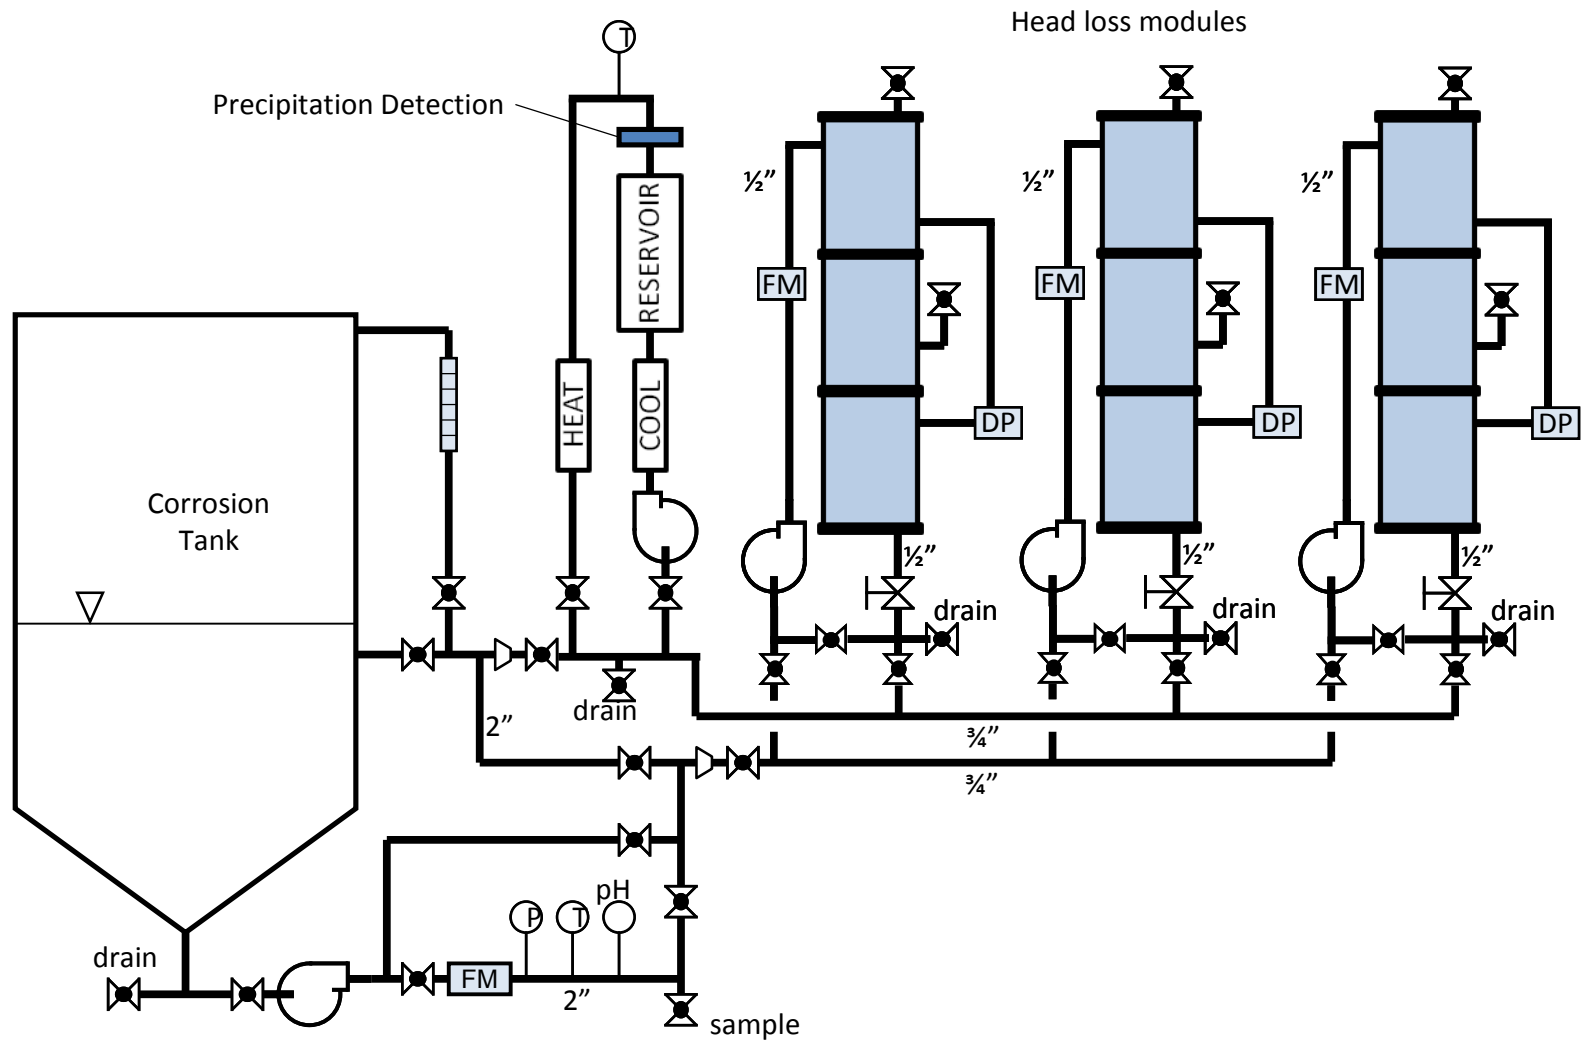 Head loss modules
T
Precipitation Detection
½”
½”
½”
RESERVOIR
FM
FM
FM
HEAT
COOL
DP
DP
DP
Corrosion
Tank
½”
½”
½”
drain
drain
drain
drain
2”
¾”
¾”
pH
P
T
drain
FM
2”
sample